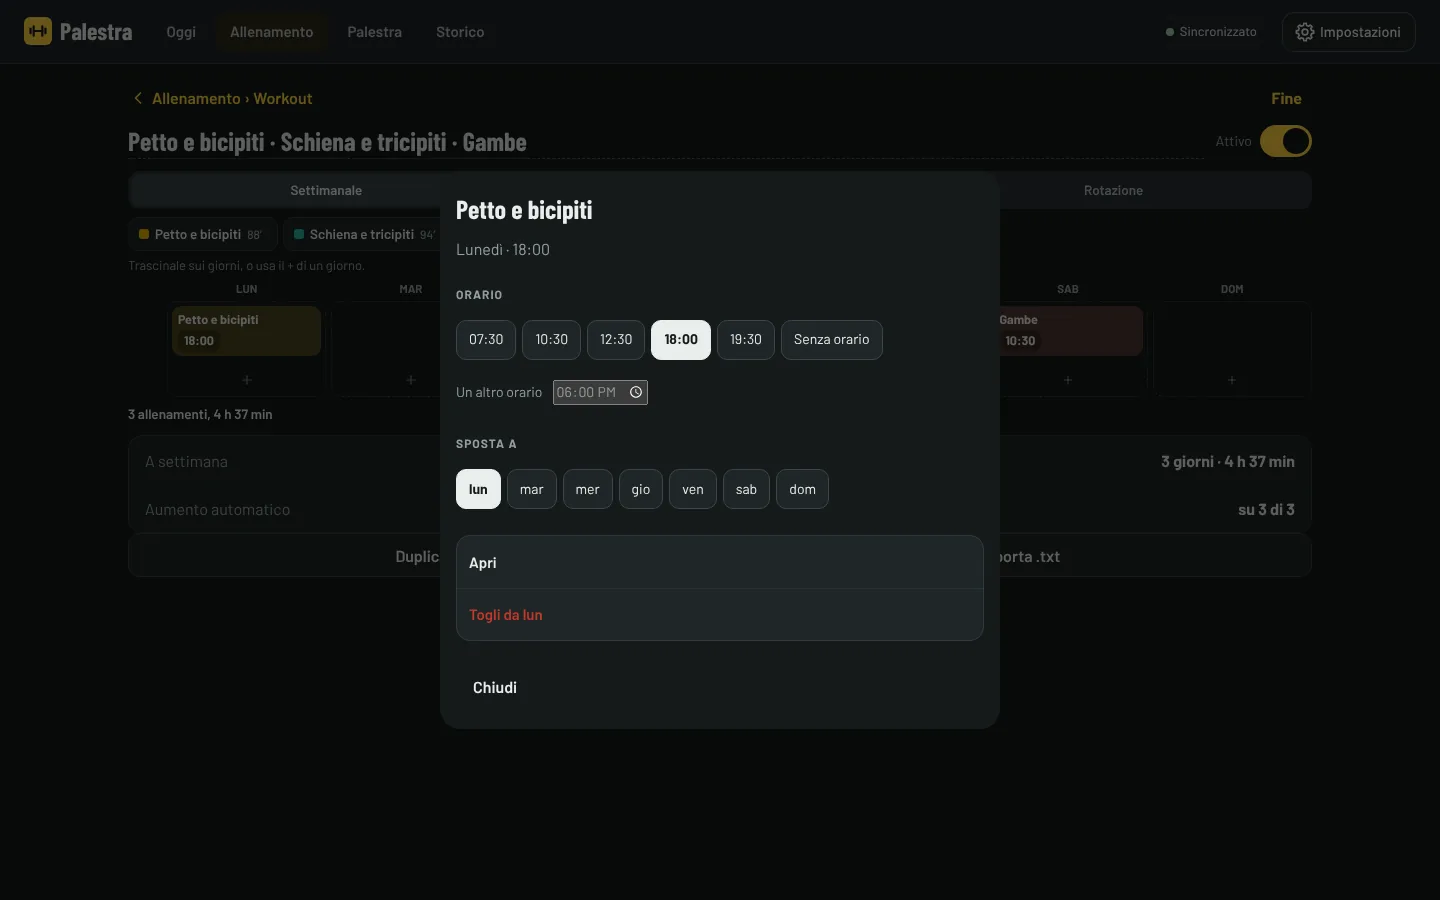 Palestra Oggi Allenamento Palestra Storico Sincronizzato Impostazioni
Allenamento › Workout Fine
Petto e bicipiti · Schiena e tricipiti · Gambe Attivo
Settimanale Rotazione
Petto e bicipiti 88' Schiena e tricipiti 94'
Trascinale sui giorni, o usa il + di un giorno.
LUN MAR SAB DOM
Petto e bicipiti Gambe
18:00 10:30
+ + + +
3 allenamenti, 4 h 37 min
A settimana 3 giorni · 4 h 37 min
Aumento automatico su 3 di 3
Petto e bicipiti
Lunedì · 18:00
ORARIO
07:30 10:30 12:30 18:00 19:30 Senza orario
Un altro orario 06:00 PM
SPOSTA A
lun mar mer gio ven sab dom
Apri
Togli da lun
Chiudi